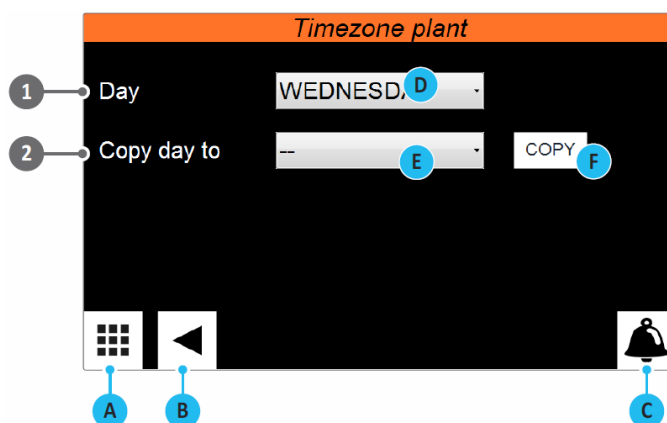 Timezone plant
1 Day WEDNESDA D
2 Copy day to -- E COPY F
A B C